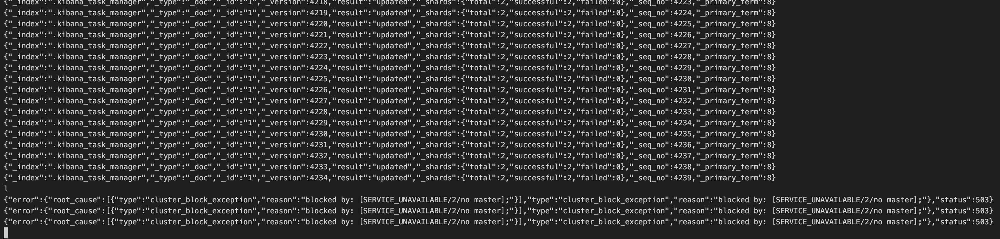 {"_index":".kibana_task_manager","_type":"_doc","_id":"1","_version":4218,"result":"updated","_shards":{"total":2,"successful":2,"failed":0},"_seq_no":4223,"_primary_term":8}
{"_index":".kibana_task_manager","_type":"_doc","_id":"1","_version":4219,"result":"updated","_shards":{"total":2,"successful":2,"failed":0},"_seq_no":4224,"_primary_term":8}
{"_index":".kibana_task_manager","_type":"_doc","_id":"1","_version":4220,"result":"updated","_shards":{"total":2,"successful":2,"failed":0},"_seq_no":4225,"_primary_term":8}
{"_index":".kibana_task_manager","_type":"_doc","_id":"1","_version":4221,"result":"updated","_shards":{"total":2,"successful":2,"failed":0},"_seq_no":4226,"_primary_term":8}
{"_index":".kibana_task_manager","_type":"_doc","_id":"1","_version":4222,"result":"updated","_shards":{"total":2,"successful":2,"failed":0},"_seq_no":4227,"_primary_term":8}
{"_index":".kibana_task_manager","_type":"_doc","_id":"1","_version":4223,"result":"updated","_shards":{"total":2,"successful":2,"failed":0},"_seq_no":4228,"_primary_term":8}
{"_index":".kibana_task_manager","_type":"_doc","_id":"1","_version":4224,"result":"updated","_shards":{"total":2,"successful":2,"failed":0},"_seq_no":4229,"_primary_term":8}
{"_index":".kibana_task_manager","_type":"_doc","_id":"1","_version":4225,"result":"updated","_shards":{"total":2,"successful":2,"failed":0},"_seq_no":4230,"_primary_term":8}
{"_index":".kibana_task_manager","_type":"_doc","_id":"1","_version":4226,"result":"updated","_shards":{"total":2,"successful":2,"failed":0},"_seq_no":4231,"_primary_term":8}
{"_index":".kibana_task_manager","_type":"_doc","_id":"1","_version":4227,"result":"updated","_shards":{"total":2,"successful":2,"failed":0},"_seq_no":4232,"_primary_term":8}
{"_index":".kibana_task_manager","_type":"_doc","_id":"1","_version":4228,"result":"updated","_shards":{"total":2,"successful":2,"failed":0},"_seq_no":4233,"_primary_term":8}
{"_index":".kibana_task_manager","_type":"_doc","_id":"1","_version":4229,"result":"updated","_shards":{"total":2,"successful":2,"failed":0},"_seq_no":4234,"_primary_term":8}
{"_index":".kibana_task_manager","_type":"_doc","_id":"1","_version":4230,"result":"updated","_shards":{"total":2,"successful":2,"failed":0},"_seq_no":4235,"_primary_term":8}
{"_index":".kibana_task_manager","_type":"_doc","_id":"1","_version":4231,"result":"updated","_shards":{"total":2,"successful":2,"failed":0},"_seq_no":4236,"_primary_term":8}
{"_index":".kibana_task_manager","_type":"_doc","_id":"1","_version":4232,"result":"updated","_shards":{"total":2,"successful":2,"failed":0},"_seq_no":4237,"_primary_term":8}
{"_index":".kibana_task_manager","_type":"_doc","_id":"1","_version":4233,"result":"updated","_shards":{"total":2,"successful":2,"failed":0},"_seq_no":4238,"_primary_term":8}
{"_index":".kibana_task_manager","_type":"_doc","_id":"1","_version":4234,"result":"updated","_shards":{"total":2,"successful":2,"failed":0},"_seq_no":4239,"_primary_term":8}
l
{"error":{"root_cause":[{"type":"cluster_block_exception","reason":"blocked by: [SERVICE_UNAVAILABLE/2/no master];"}],"type":"cluster_block_exception","reason":"blocked by: [SERVICE_UNAVAILABLE/2/no master];"},"status":503}
{"error":{"root_cause":[{"type":"cluster_block_exception","reason":"blocked by: [SERVICE_UNAVAILABLE/2/no master];"}],"type":"cluster_block_exception","reason":"blocked by: [SERVICE_UNAVAILABLE/2/no master];"},"status":503}
{"error":{"root_cause":[{"type":"cluster_block_exception","reason":"blocked by: [SERVICE_UNAVAILABLE/2/no master];"}],"type":"cluster_block_exception","reason":"blocked by: [SERVICE_UNAVAILABLE/2/no master];"},"status":503}